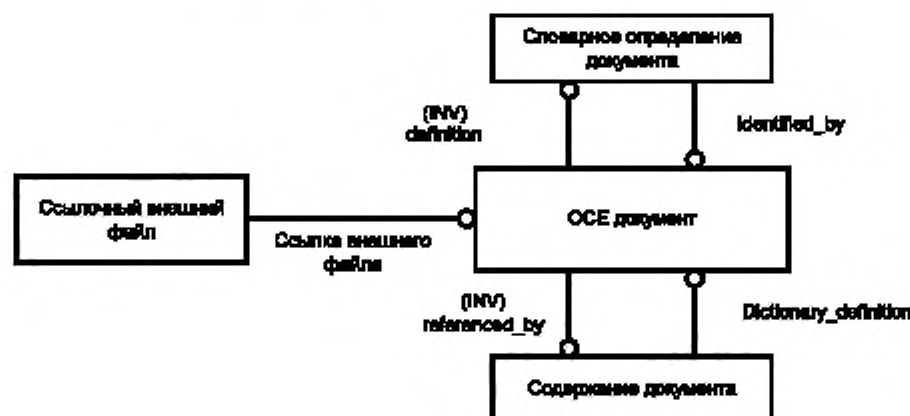 Словарное определение
документа
(INV)
definition
Identified_by
Ссылочный внешний
файл
ОСЕ документ
Ссылка внешнего
файла
(INV)
referenced_by
Dictionary_definition
Содержание документа